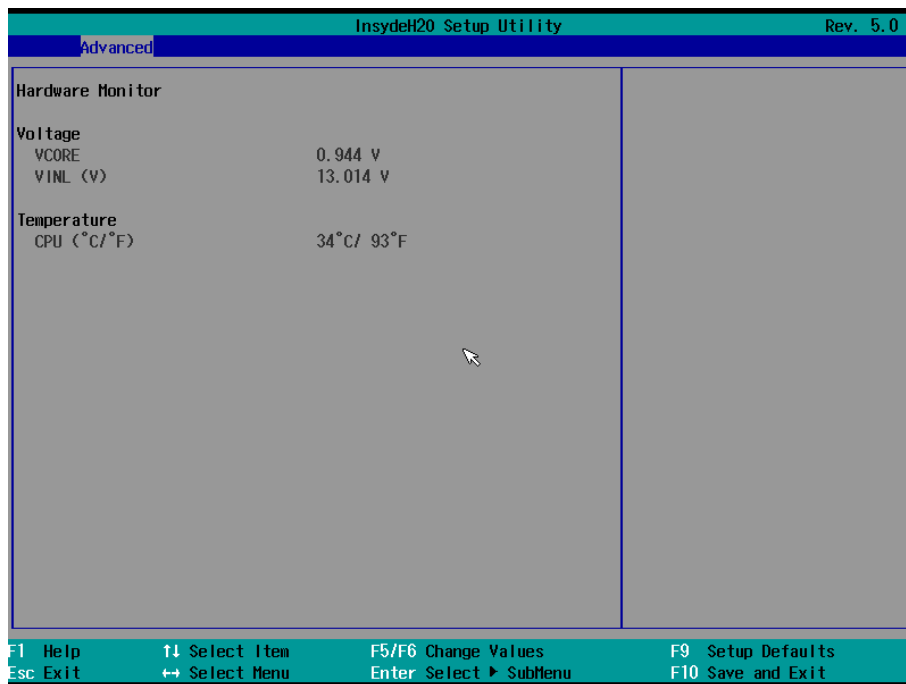 InsydeH20 Setup Utility Rev. 5.0
Advanced
Hardware Monitor
Voltage
VCORE 0.944 V
VINL (V) 13.014 V
Temperature
CPU (°C/°F) 34°C/ 93°F
F1 Help ↑↓ Select Item F5/F6 Change Values F9 Setup Defaults
Esc Exit ↔ Select Menu Enter Select ▶ SubMenu F10 Save and Exit